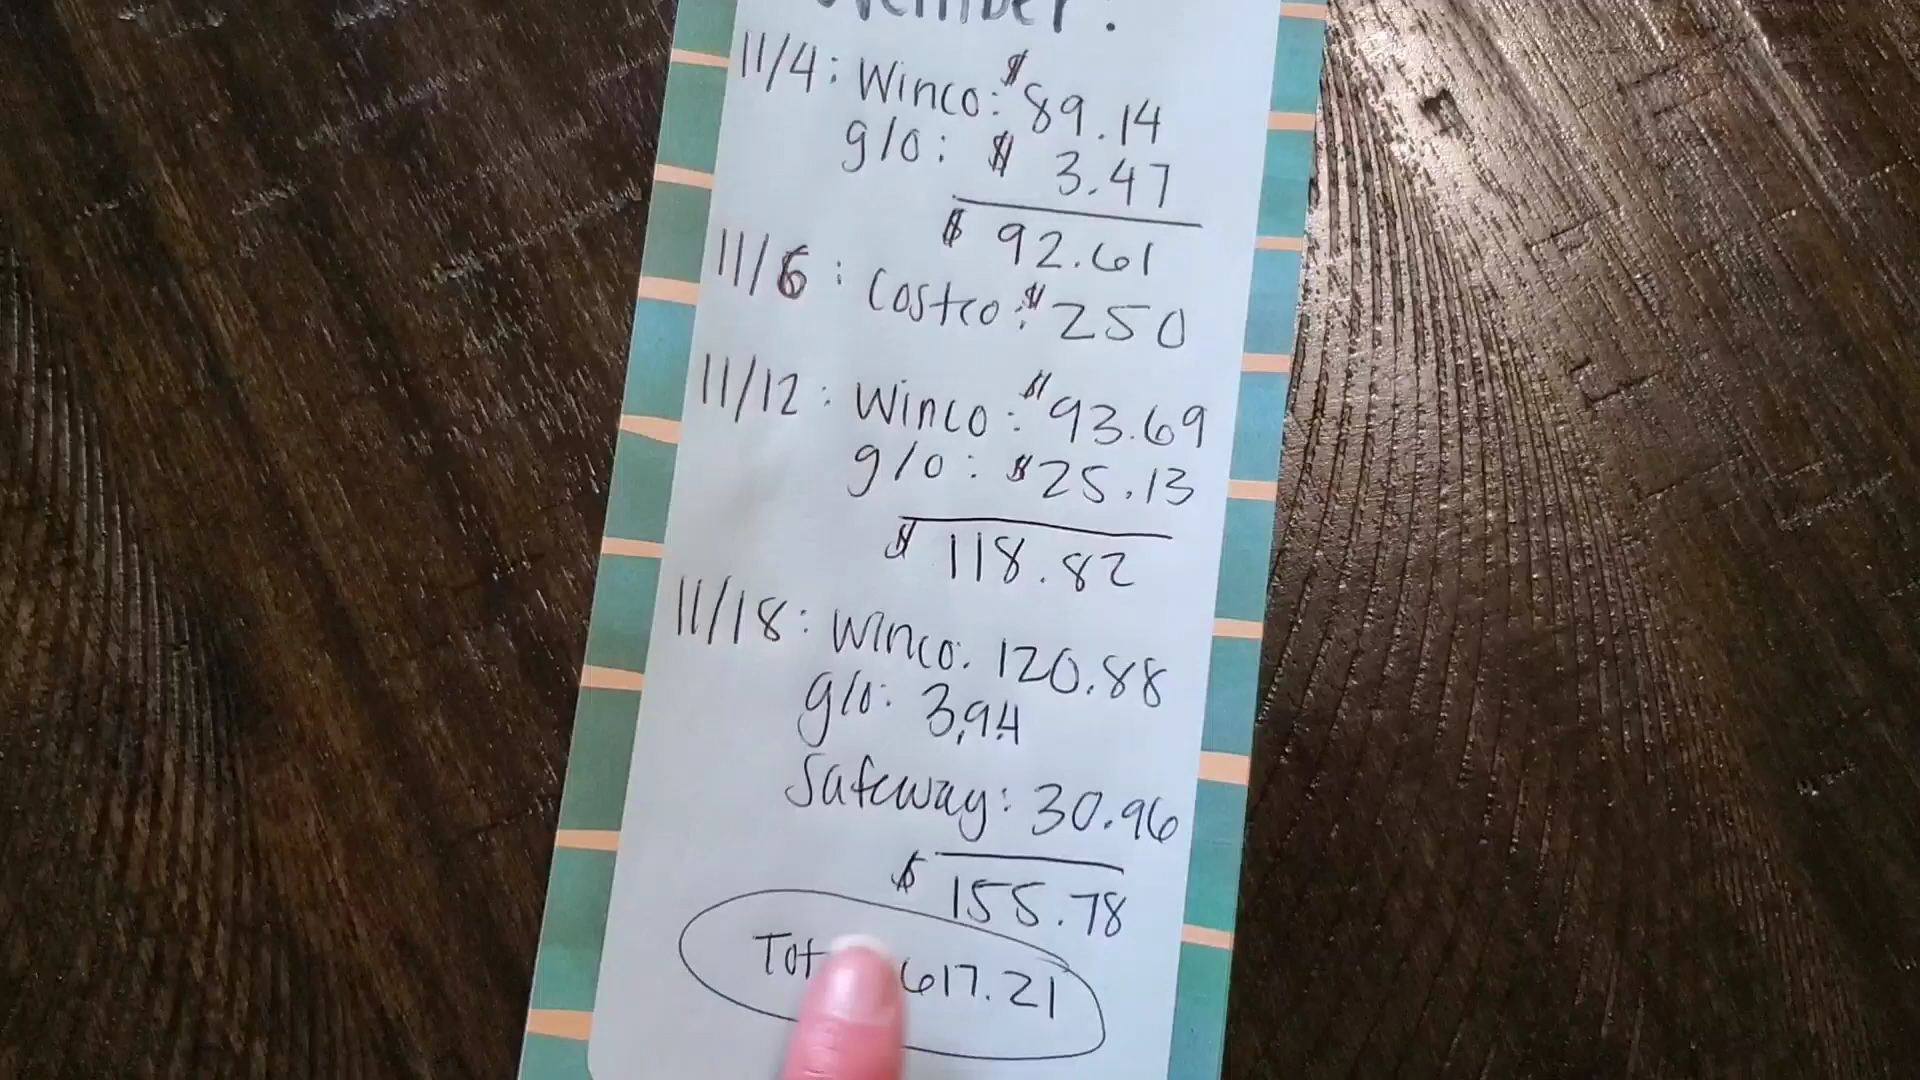 11/4: Winco: $89.14
g/o: $ 3.47
$ 92.61
11/6: Costco: $250
11/12: Winco: $93.69
g/o: $25.13
$ 118.82
11/18: Winco: 120.88
g/o: 3.94
Safeway: 30.96
$ 155.78
617.21